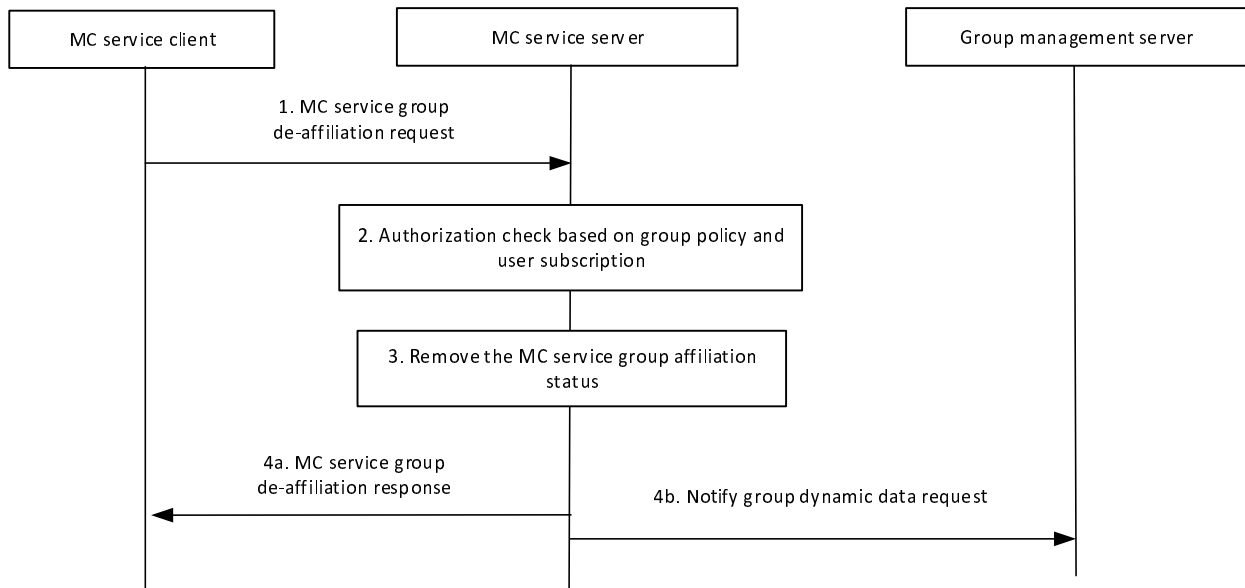 MC service client
MC service server
Group management server
1. MC service group
de-affiliation request
2. Authorization check based on group policy and
user subscription
3. Remove the MC service group affiliation
status
4a. MC service group
de-affiliation response
4b. Notify group dynamic data request